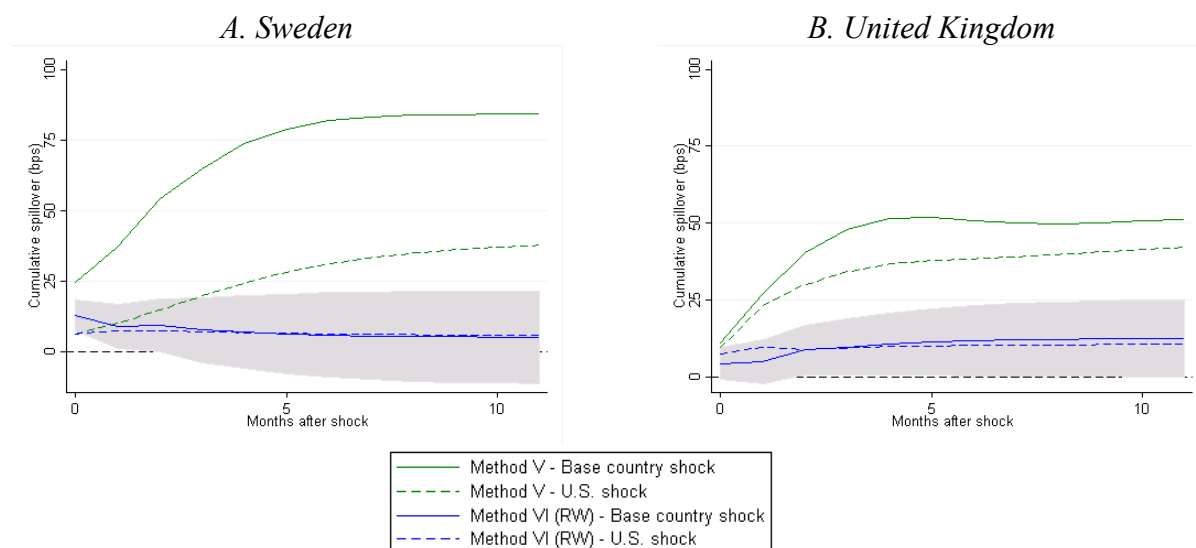 A. Sweden
B. United Kingdom
Cumulative spillover (bps)
100
75
50
25
0
0
5
10
Months after shock
Cumulative spillover (bps)
100
75
50
25
0
0
5
10
Months after shock
Method V - Base country shock
Method V - U.S. shock
Method VI (RW) - Base country shock
Method VI (RW) - U.S. shock